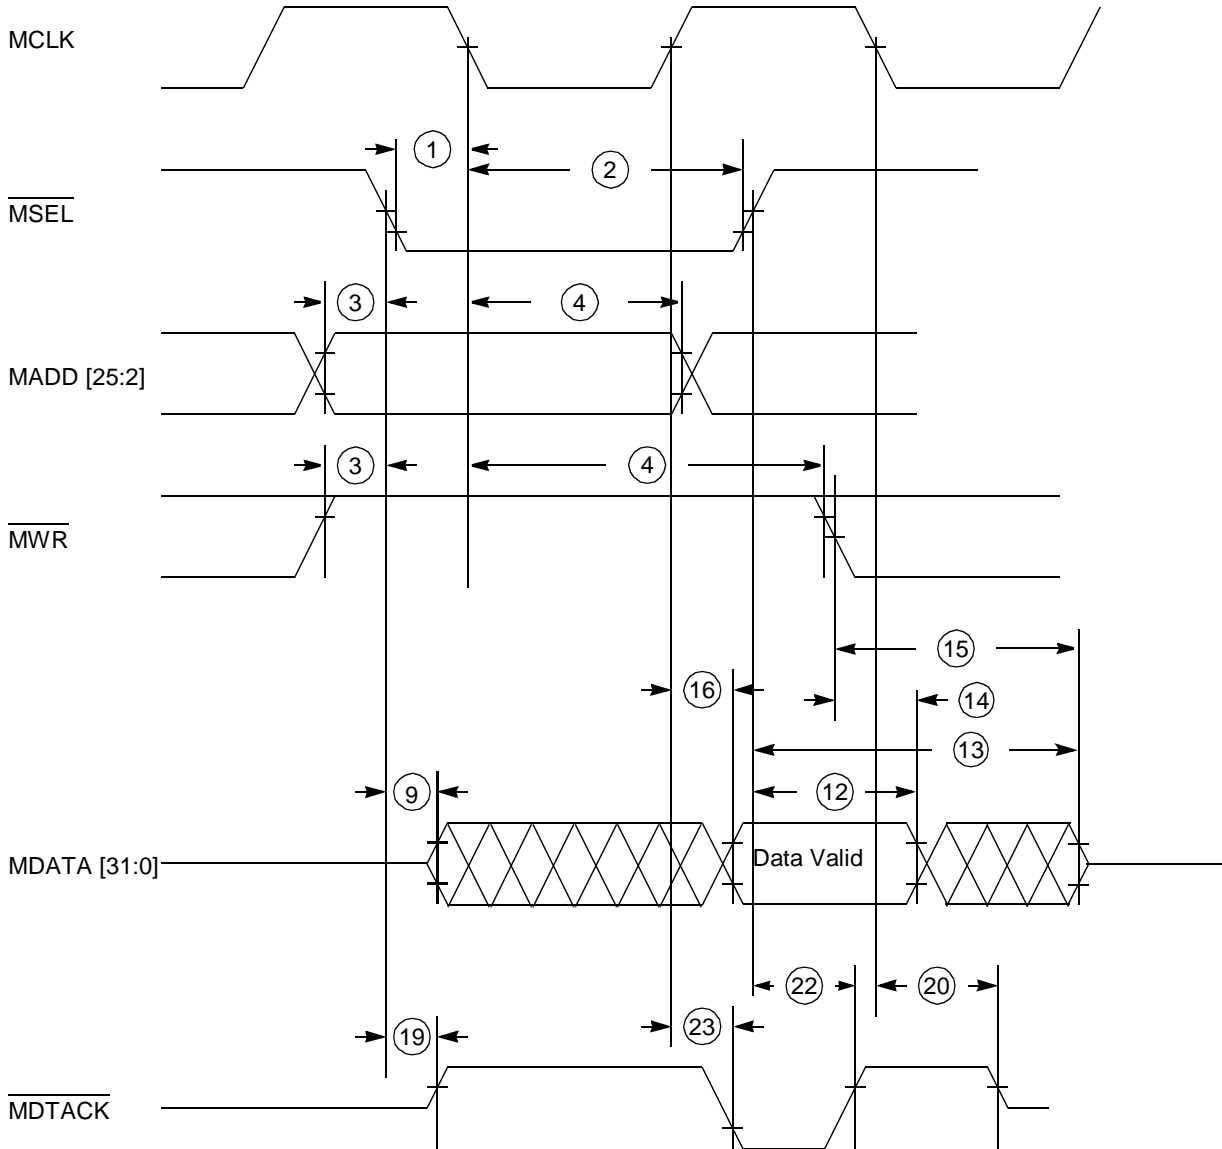 MCLK
1
2
MSEL
3
4
MADD [25:2]
3
4
MWR
15
16
14
13
9
12
MDATA [31:0]
Data Valid
22
20
19
23
MDTACK